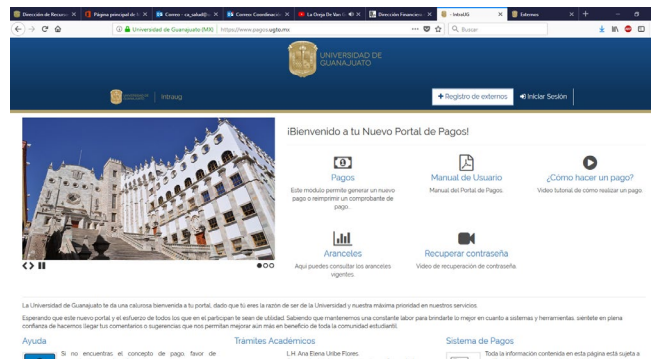 Dirección de Recurso
Página principal de
Correo - ca_salud@
Correo: Coordinació
La Oreja De Van
Dirección Financier
- IntraUG
Externos
Universidad de Guanajuato (MX)
https://www.pagos.ugto.mx
Buscar
UNIVERSIDAD DE
GUANAJUATO
Intraug
+ Registro de externos
Iniciar Sesión
¡Bienvenido a tu Nuevo Portal de Pagos!
Pagos
Este módulo permite generar un nuevo
pago o reimprimir un comprobante de
pago.
Manual de Usuario
Manual del Portal de Pagos.
¿Cómo hacer un pago?
Video tutorial de cómo realizar un pago
Aranceles
Aqui puedes consultar los aranceles
vigentes.
Recuperar contraseña
Video de recuperación de contraseña.
La Universidad de Guanajuato te da una calurosa bienvenida a tu portal, dado que tú eres la razón de ser de la Universidad y nuestra máxima prioridad en nuestros servicios.
Esperando que este nuevo portal y el esfuerzo de todos los que en el participan te sean de utilidad. Sabiendo que mantenemos una constante labor para brindarte lo mejor en cuanto a sistemas y herramientas, siéntete en plena
confianza de hacernos llegar tus comentarios o sugerencias que nos permitan mejorar aún más en beneficio de toda la comunidad estudiantil.
Ayuda
Si no encuentras el concepto de pago, favor de
Trámites Académicos
L.H. Ana Elena Uribe Flores.
Sistema de Pagos
Toda la información contenida en esta página está sujeta a